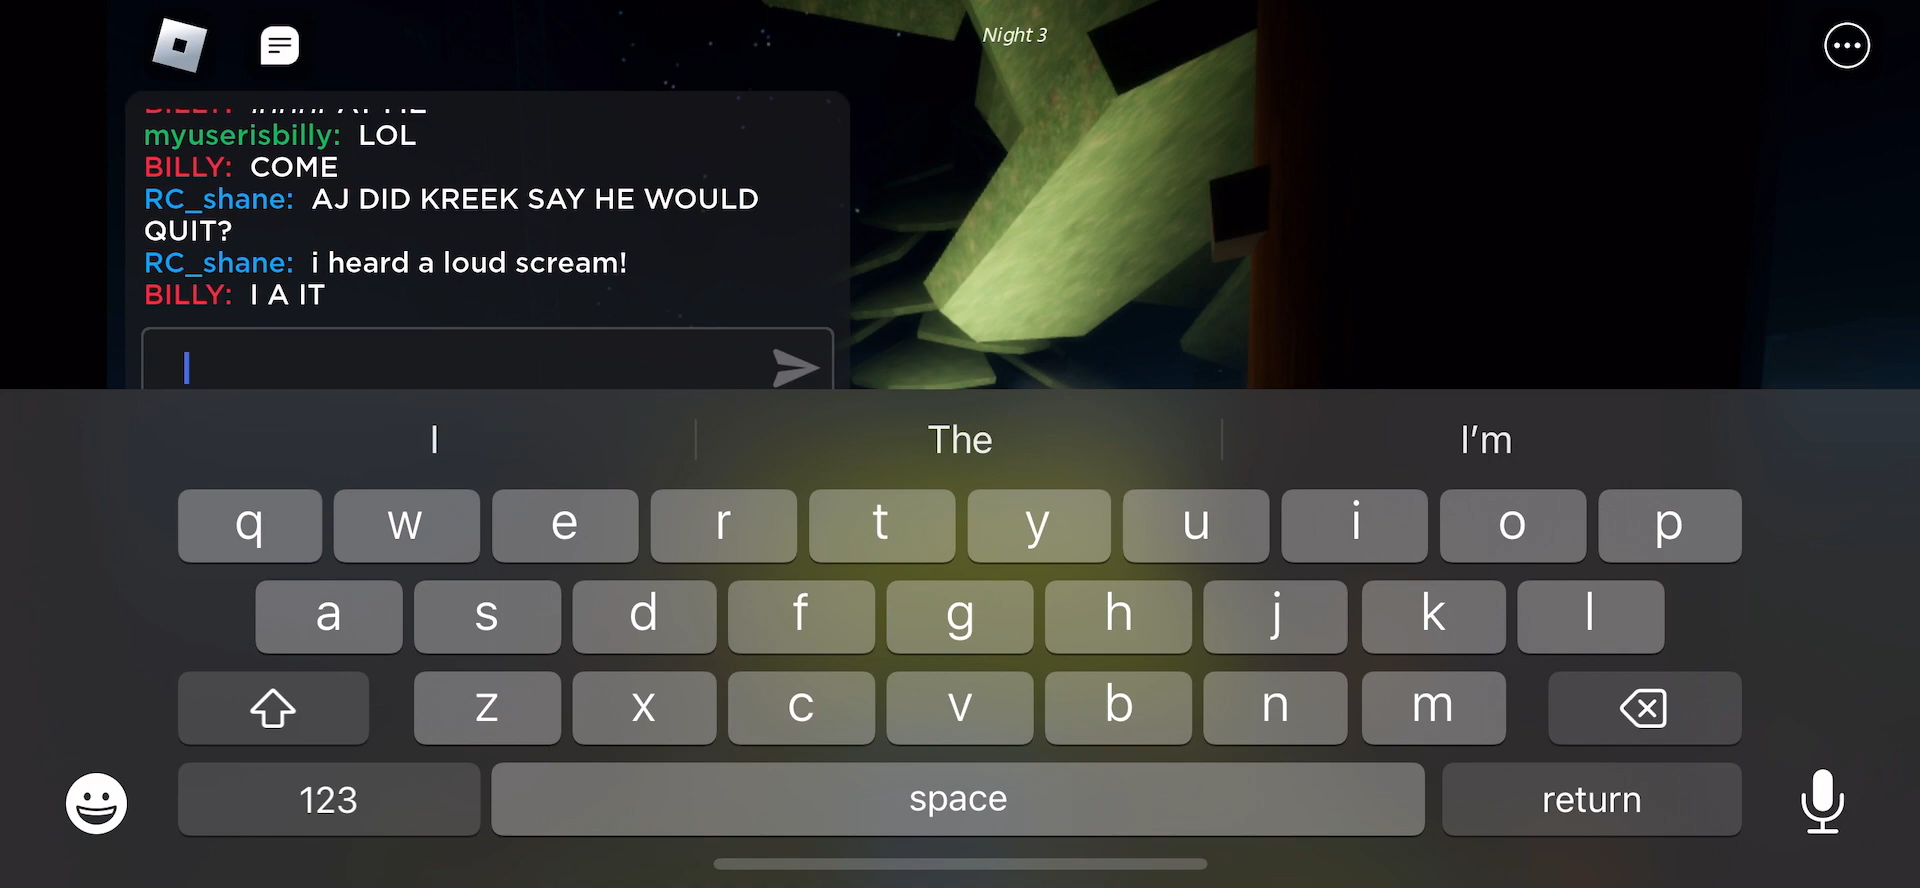 Night 3
BILLY:
myuserisbilly: LOL
BILLY: COME
RC_shane: AJ DID KREEK SAY HE WOULD
QUIT?
RC_shane: i heard a loud scream!
BILLY: I A IT
I The I'm
q w e r t y u i o p
a s d f g h j k l
z x c v b n m
123 space return